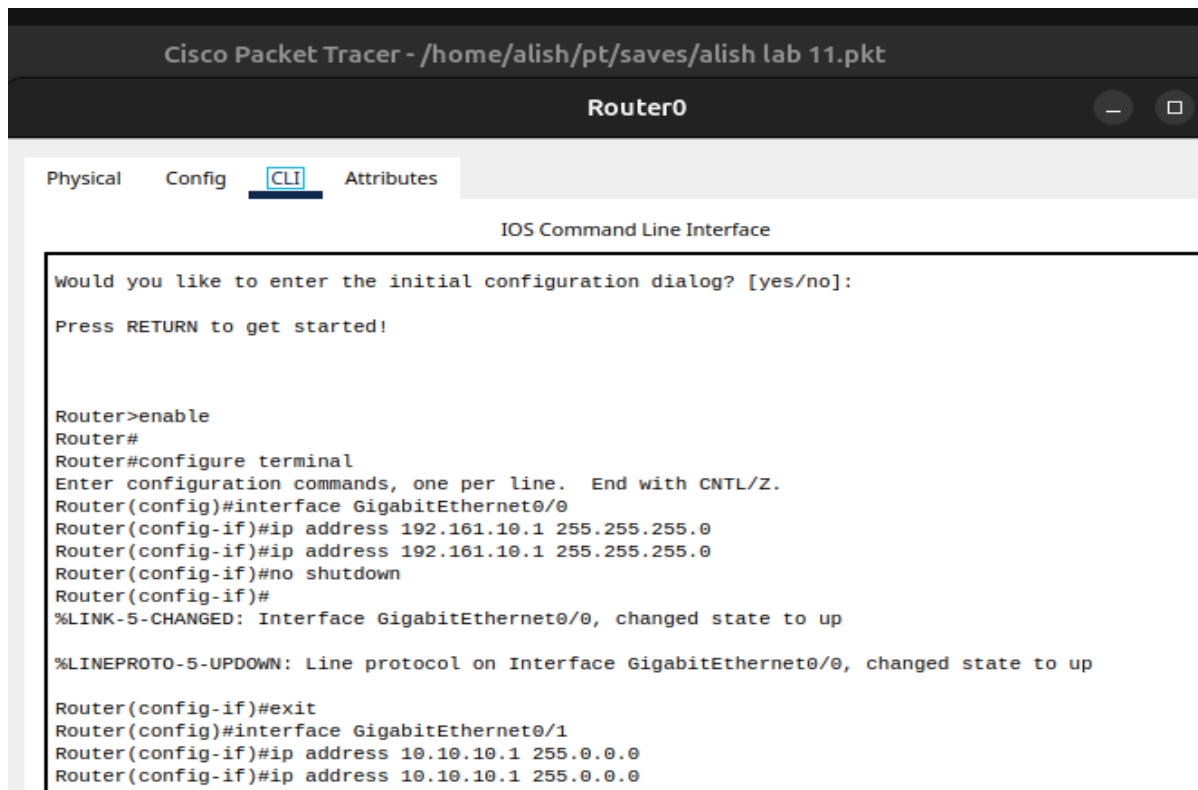 Cisco Packet Tracer - /home/alish/pt/saves/alish lab 11.pkt
Router0
Physical Config CLI Attributes
IOS Command Line Interface
Would you like to enter the initial configuration dialog? [yes/no]:
Press RETURN to get started!
Router>enable
Router#
Router#configure terminal
Enter configuration commands, one per line.  End with CNTL/Z.
Router(config)#interface GigabitEthernet0/0
Router(config-if)#ip address 192.161.10.1 255.255.255.0
Router(config-if)#ip address 192.161.10.1 255.255.255.0
Router(config-if)#no shutdown
Router(config-if)#
%LINK-5-CHANGED: Interface GigabitEthernet0/0, changed state to up
%LINEPROTO-5-UPDOWN: Line protocol on Interface GigabitEthernet0/0, changed state to up
Router(config-if)#exit
Router(config)#interface GigabitEthernet0/1
Router(config-if)#ip address 10.10.10.1 255.0.0.0
Router(config-if)#ip address 10.10.10.1 255.0.0.0